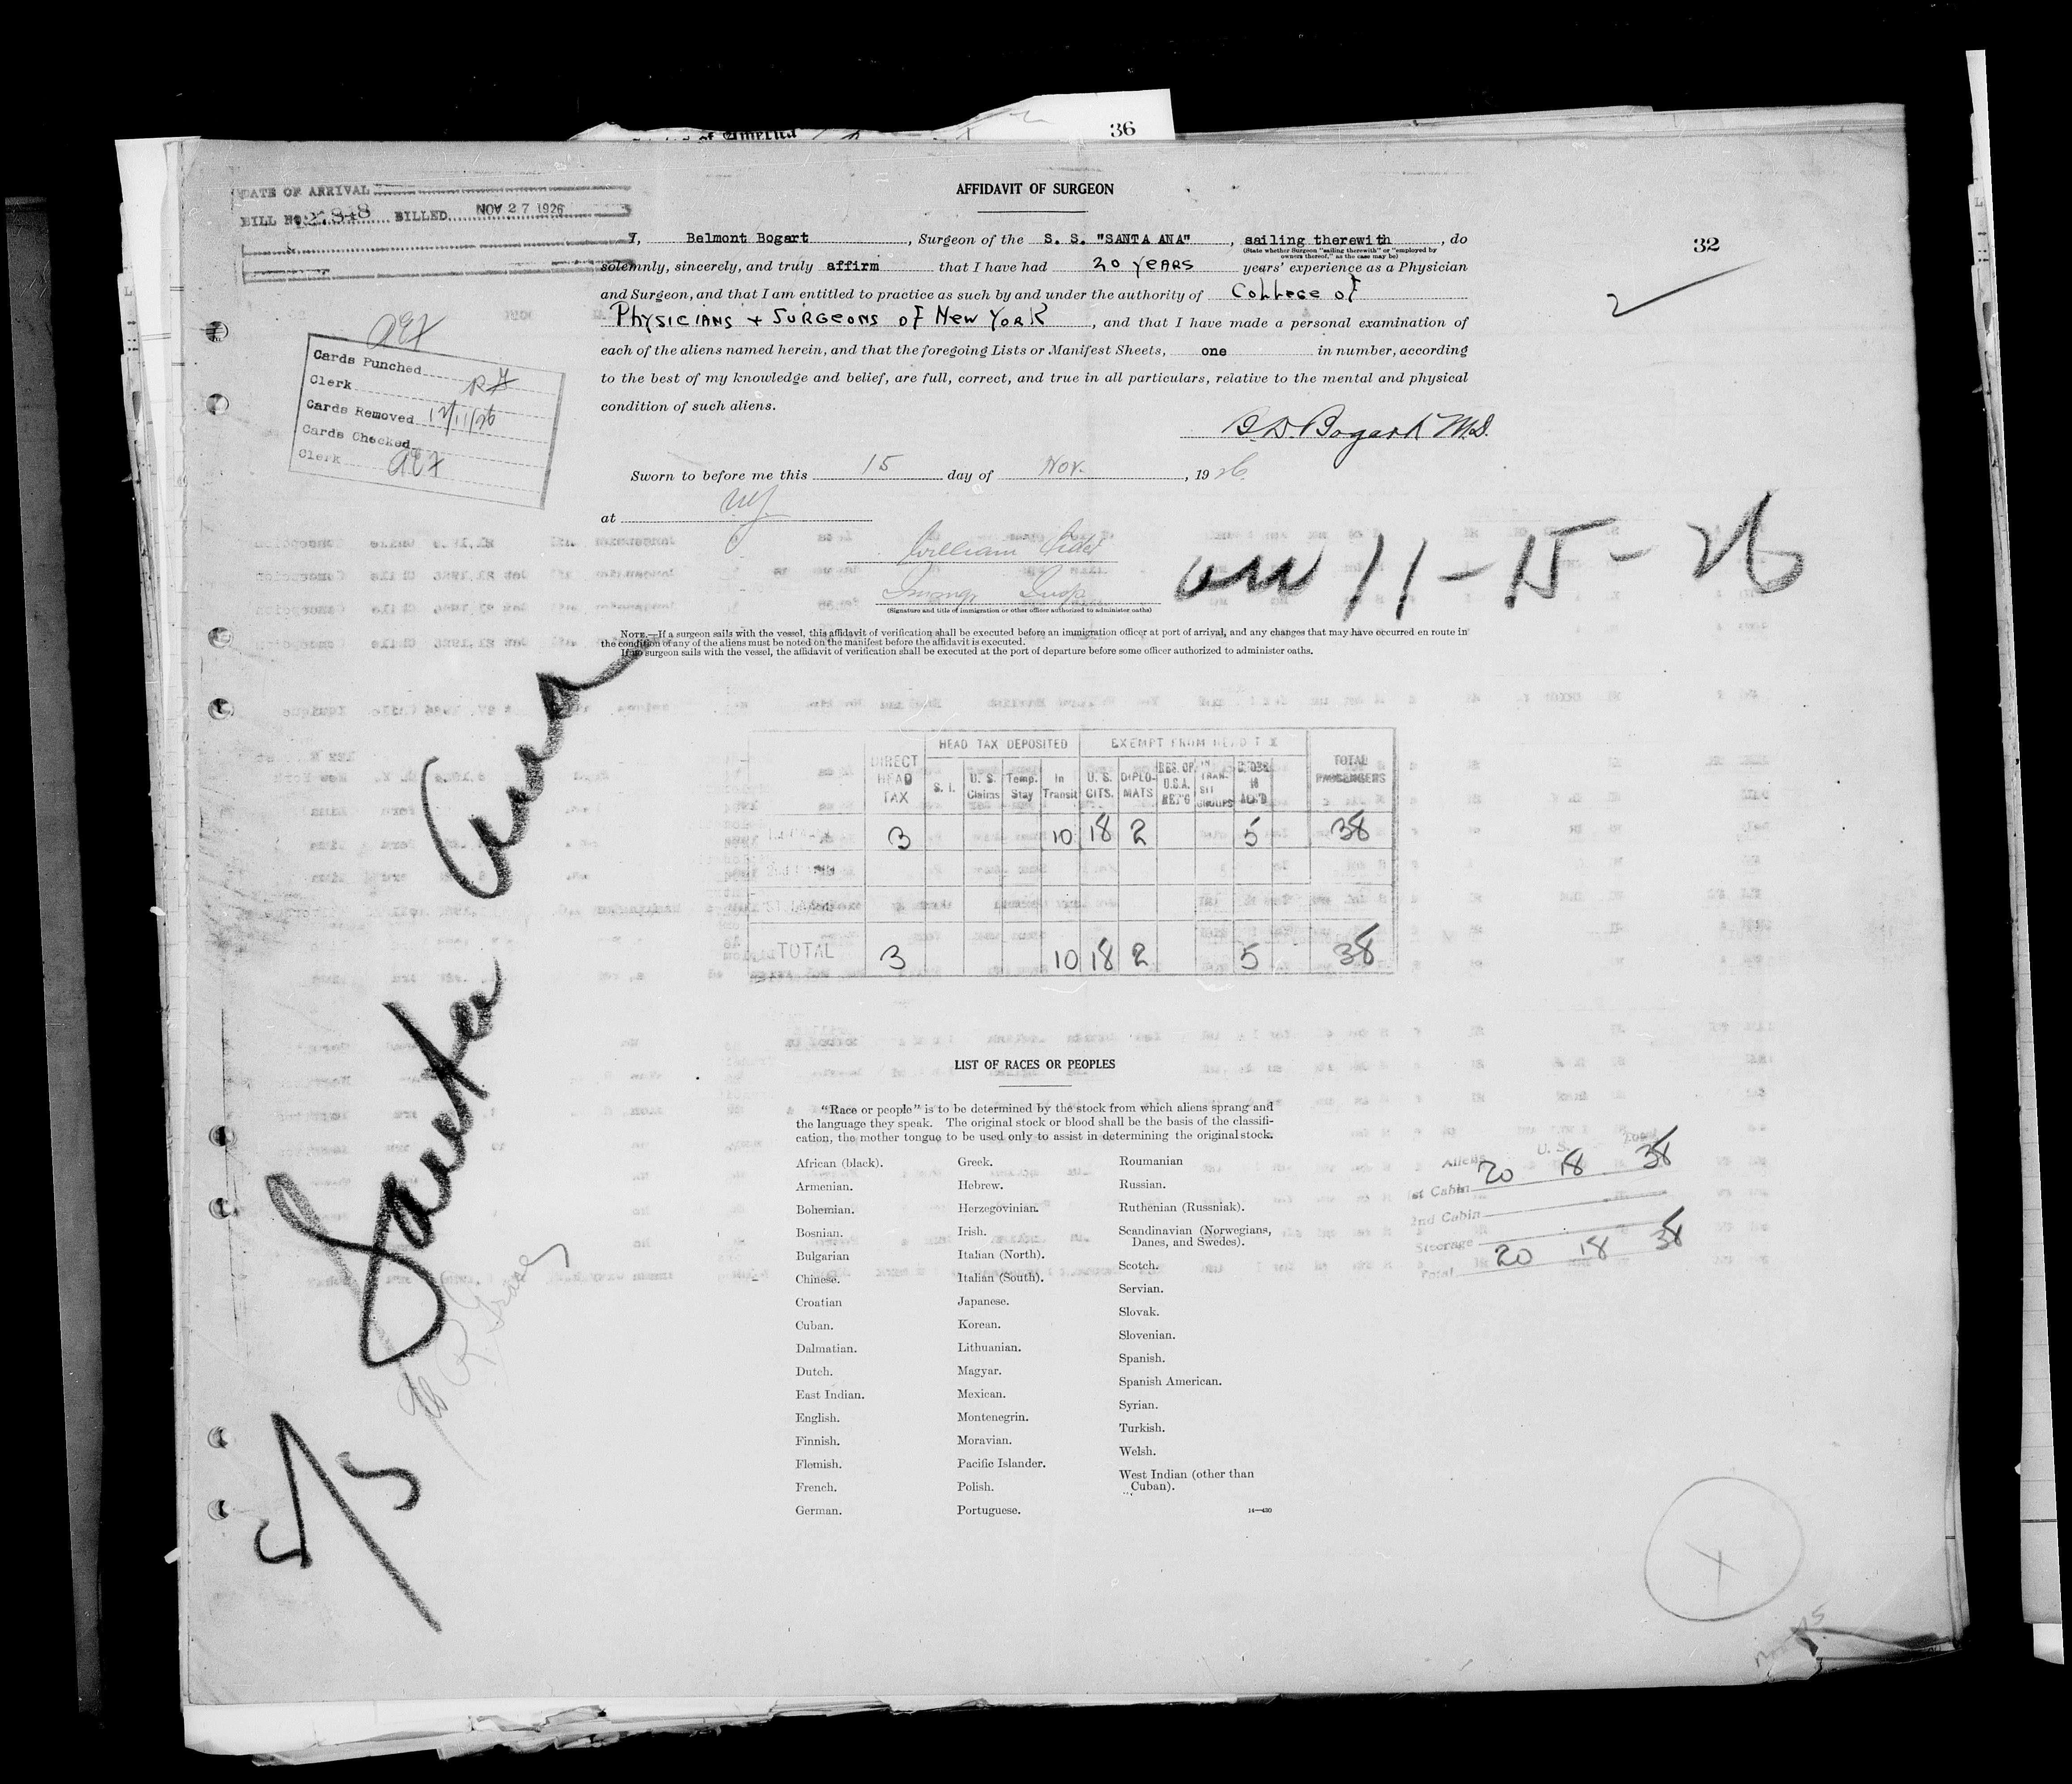 of America
36
DATE OF ARRIVAL
BILL NO. BILLED NOV 27 1926
32
AFFIDAVIT OF SURGEON
I, Belmont Bogart, Surgeon of the S. S. "SANTA ANA", sailing therewith, do
(State whether Surgeon "sailing therewith" or "employed by
owners thereof," as the case may be)
solemnly, sincerely, and truly affirm that I have had 20 YEARS years' experience as a Physician
and Surgeon, and that I am entitled to practice as such by and under the authority of College of
Physicians + Surgeons of New York, and that I have made a personal examination of
each of the aliens named herein, and that the foregoing Lists or Manifest Sheets, one in number, according
to the best of my knowledge and belief, are full, correct, and true in all particulars, relative to the mental and physical
condition of such aliens.
B. D. Bogart M.D.
Sworn to before me this 15 day of Nov., 1926
at NY
William
Immg Insp
(Signature and title of immigration or other officer authorized to administer oaths)
NOTE.—If a surgeon sails with the vessel, this affidavit of verification shall be executed before an immigration officer at port of arrival, and any changes that may have occurred en route in
the condition of any of the aliens must be noted on the manifest before the affidavit is executed.
If no surgeon sails with the vessel, the affidavit of verification shall be executed at the port of departure before some officer authorized to administer oaths.
11-15-26
Cards Punched
Clerk
Cards Removed 12/11/26
Cards Checked
Clerk
S/S Santa Ana
HEAD TAX DEPOSITED EXEMPT FROM HEAD TAX
DIRECT HEAD TAX S. I. U. S. Claims Temp. Stay In Transit U. S. CITS. DIPLOMATS RES. OF U.S.A. RET'G IN TRANSIT GROUPS TOTAL PASSENGERS
3 10 18 2 5 38
TOTAL 3 10 18 2 5 38
LIST OF RACES OR PEOPLES
"Race or people" is to be determined by the stock from which aliens sprang and
the language they speak. The original stock or blood shall be the basis of the classifi-
cation, the mother tongue to be used only to assist in determining the original stock.
African (black).
Armenian.
Bohemian.
Bosnian.
Bulgarian
Chinese.
Croatian
Cuban.
Dalmatian.
Dutch.
East Indian.
English.
Finnish.
Flemish.
French.
German.
Greek.
Hebrew.
Herzegovinian.
Irish.
Italian (North).
Italian (South).
Japanese.
Korean.
Lithuanian.
Magyar.
Mexican.
Montenegrin.
Moravian.
Pacific Islander.
Polish.
Portuguese.
Roumanian
Russian.
Ruthenian (Russniak).
Scandinavian (Norwegians,
Danes, and Swedes).
Scotch.
Servian.
Slovak.
Slovenian.
Spanish.
Spanish American.
Syrian.
Turkish.
Welsh.
West Indian (other than
Cuban).
14—430
Aliens U. S. Total
1st Cabin 20 18 38
2nd Cabin
Steerage
Total 20 18 38